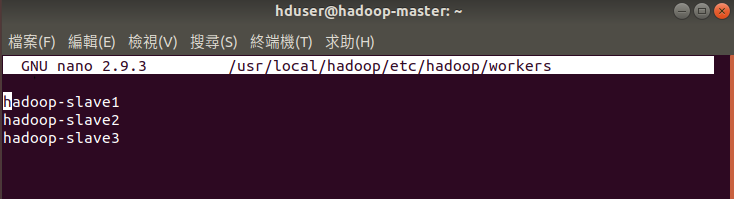 hduser@hadoop-master: ~
檔案(F) 編輯(E) 檢視(V) 搜尋(S) 終端機(T) 求助(H)
GNU nano 2.9.3 /usr/local/hadoop/etc/hadoop/workers
hadoop-slave1
hadoop-slave2
hadoop-slave3